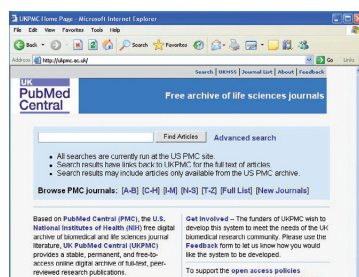 UKPMC Home Page - Microsoft Internet Explorer
File Edit View Favorites Tools Help
Back Search Favorites
Address http://ukpmc.ac.uk/ Go Links
Search | UKMSS | Journal List | About | Feedback
UK
PubMed
Central
Free archive of life sciences journals
Find Articles Advanced search
• All searches are currently run at the US PMC site.
• Search results have links back to UKPMC for the full text of articles.
• Search results may include articles only available from the US PMC archive.
Browse PMC journals: [A-B] [C-H] [I-M] [N-S] [T-Z] [Full List] [New Journals]
Based on PubMed Central (PMC), the U.S.
National Institutes of Health (NIH) free digital
archive of biomedical and life sciences journal
literature, UK PubMed Central (UKPMC)
provides a stable, permanent, and free-to-
access online digital archive of full-text, peer-
reviewed research publications.
Get Involved – The funders of UKPMC wish to
develop this system to meet the needs of the UK
biomedical research community. Please use the
Feedback form to let us know how you would
like the system to be developed.
To support the open access policies